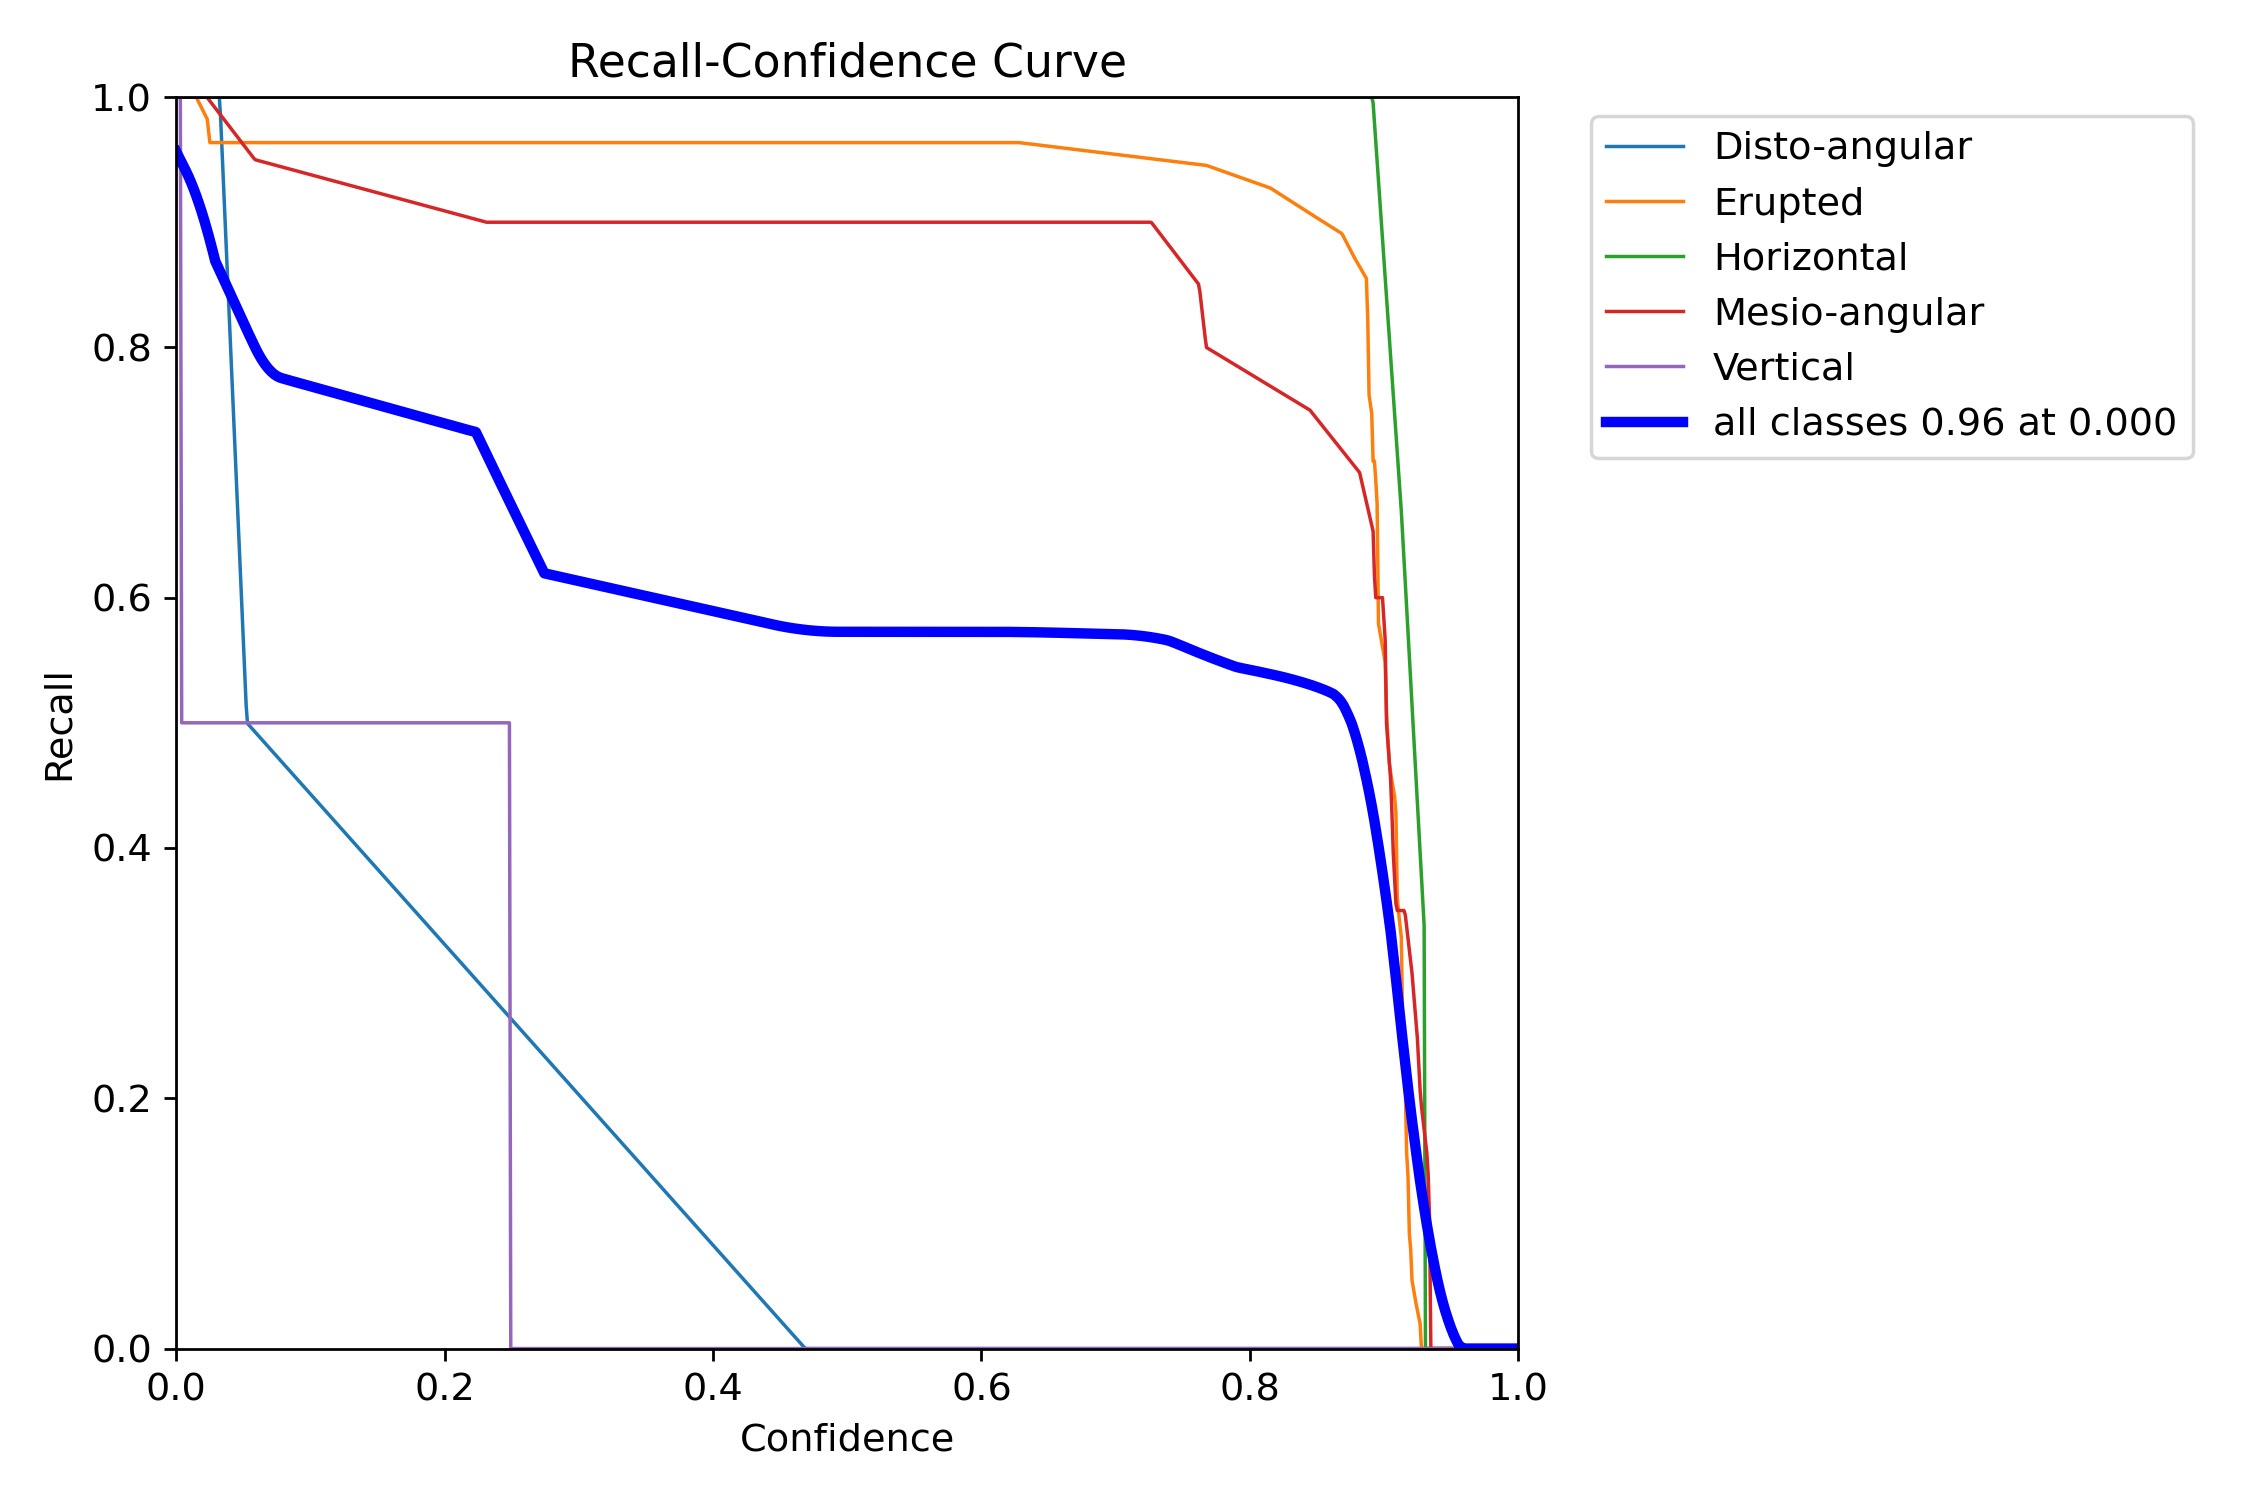 Recall-Confidence Curve
1.0
0.8
0.6
0.4
0.2
0.0
Recall
0.0 0.2 0.4 0.6 0.8 1.0
Confidence
Disto-angular
Erupted
Horizontal
Mesio-angular
Vertical
all classes 0.96 at 0.000